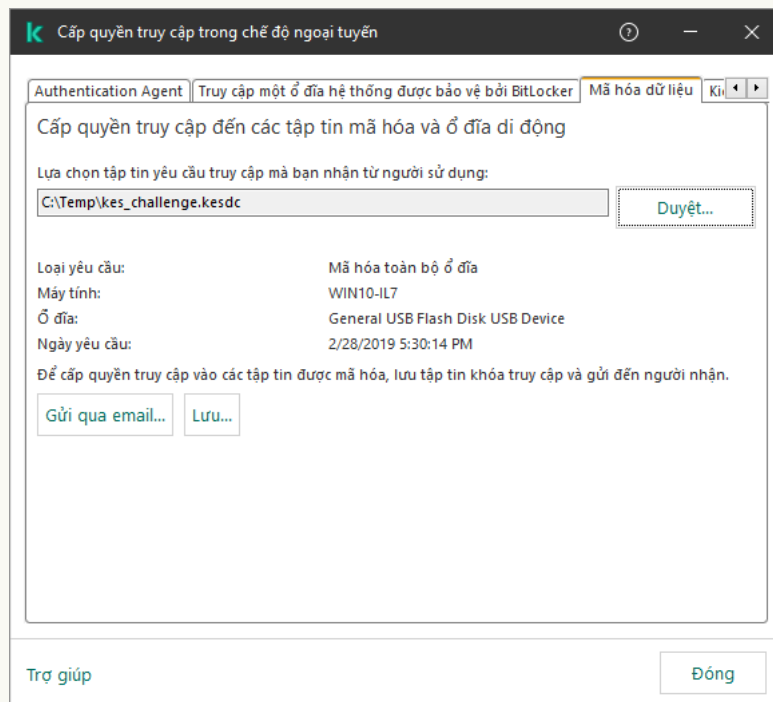 Cấp quyền truy cập trong chế độ ngoại tuyến
Authentication Agent Truy cập một ổ đĩa hệ thống được bảo vệ bởi BitLocker Mã hóa dữ liệu
Cấp quyền truy cập đến các tập tin mã hóa và ổ đĩa di động
Lựa chọn tập tin yêu cầu truy cập mà bạn nhận từ người sử dụng:
C:\Temp\kes_challenge.kesdc Duyệt...
Loại yêu cầu: Mã hóa toàn bộ ổ đĩa
Máy tính: WIN10-IL7
Ổ đĩa: General USB Flash Disk USB Device
Ngày yêu cầu: 2/28/2019 5:30:14 PM
Để cấp quyền truy cập vào các tập tin được mã hóa, lưu tập tin khóa truy cập và gửi đến người nhận.
Gửi qua email... Lưu...
Trợ giúp Đóng